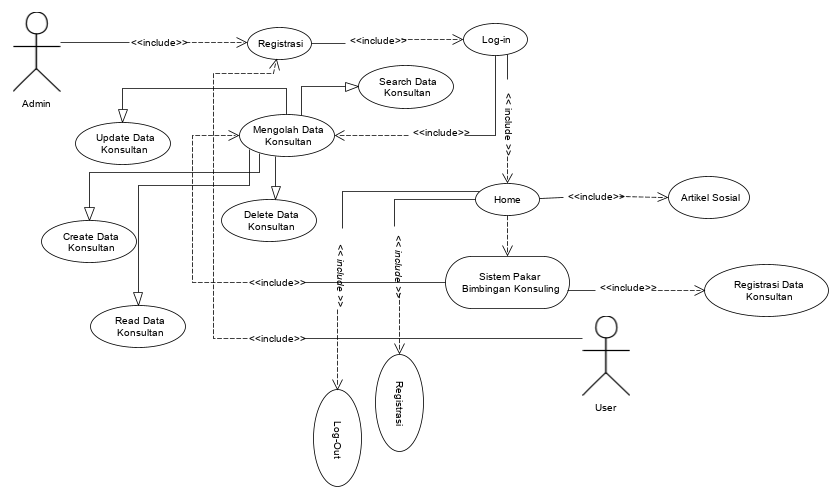 <<include>>
Registrasi
<<include>>
Log-in
Admin
Search Data
Konsultan
Update Data
Konsultan
Mengolah Data
Konsultan
<<include>>
<< include >>
Home
<<include>>
Artikel Sosial
Create Data
Konsultan
Delete Data
Konsultan
<< include >>
<< include >>
<<include>>
Sistem Pakar
Bimbingan Konsuling
<<include>>
Registrasi Data
Konsultan
Read Data
Konsultan
<<include>>
User
Registrasi
Log-Out